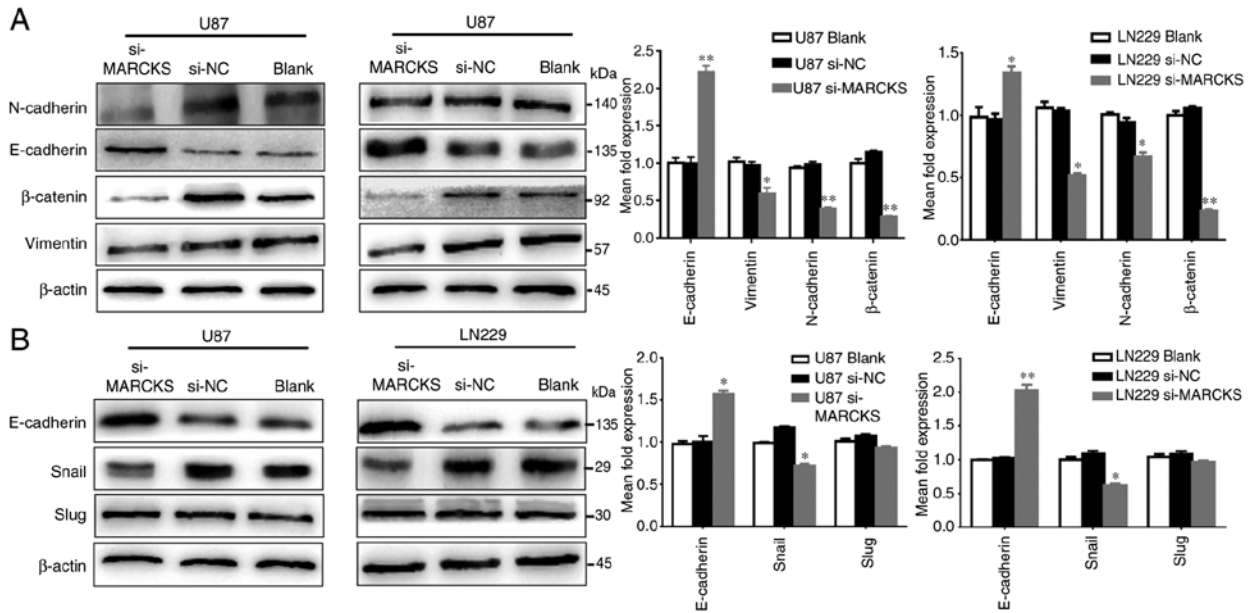 A
U87
si-
MARCKS
si-NC
Blank
U87
si-
MARCKS
si-NC
Blank
kDa
N-cadherin
140
E-cadherin
135
β-catenin
92
Vimentin
57
β-actin
45
Mean fold expression
2.5
2.0
1.5
1.0
0.5
0.0
U87 Blank
U87 si-NC
U87 si-MARCKS
**
*
**
**
E-cadherin
Vimentin
N-cadherin
β-catenin
Mean fold expression
1.5
1.0
0.5
0.0
LN229 Blank
LN229 si-NC
LN229 si-MARCKS
*
*
*
**
E-cadherin
Vimentin
N-cadherin
β-catenin
B
U87
si-
MARCKS
si-NC
Blank
LN229
si-
MARCKS
si-NC
Blank
kDa
E-cadherin
135
Snail
29
Slug
30
β-actin
45
Mean fold expression
2.0
1.5
1.0
0.5
0.0
U87 Blank
U87 si-NC
U87 si-
MARCKS
*
*
E-cadherin
Snail
Slug
Mean fold expression
2.5
2.0
1.5
1.0
0.5
0.0
LN229 Blank
LN229 si-NC
LN229 si-MARCKS
**
*
E-cadherin
Snail
Slug